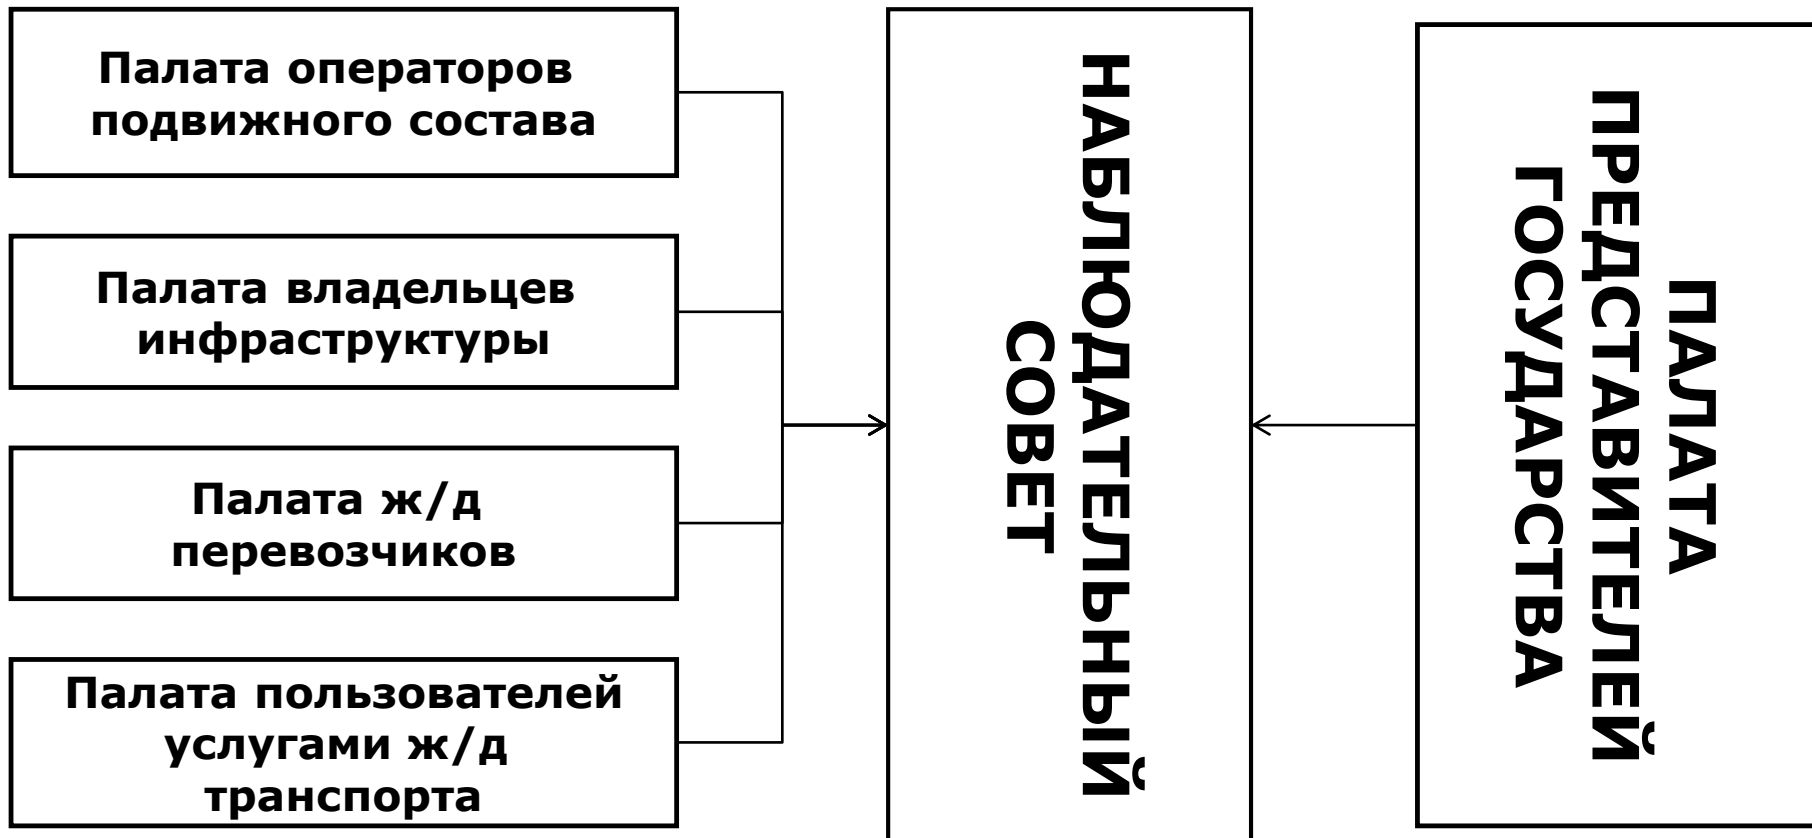 Палата операторов
подвижного состава
Палата владельцев
инфраструктуры
Палата ж/д
перевозчиков
Палата пользователей
услугами ж/д
транспорта
НАБЛЮДАТЕЛЬНЫЙ
СОВЕТ
ПАЛАТА
ПРЕДСТАВИТЕЛЕЙ
ГОСУДАРСТВА